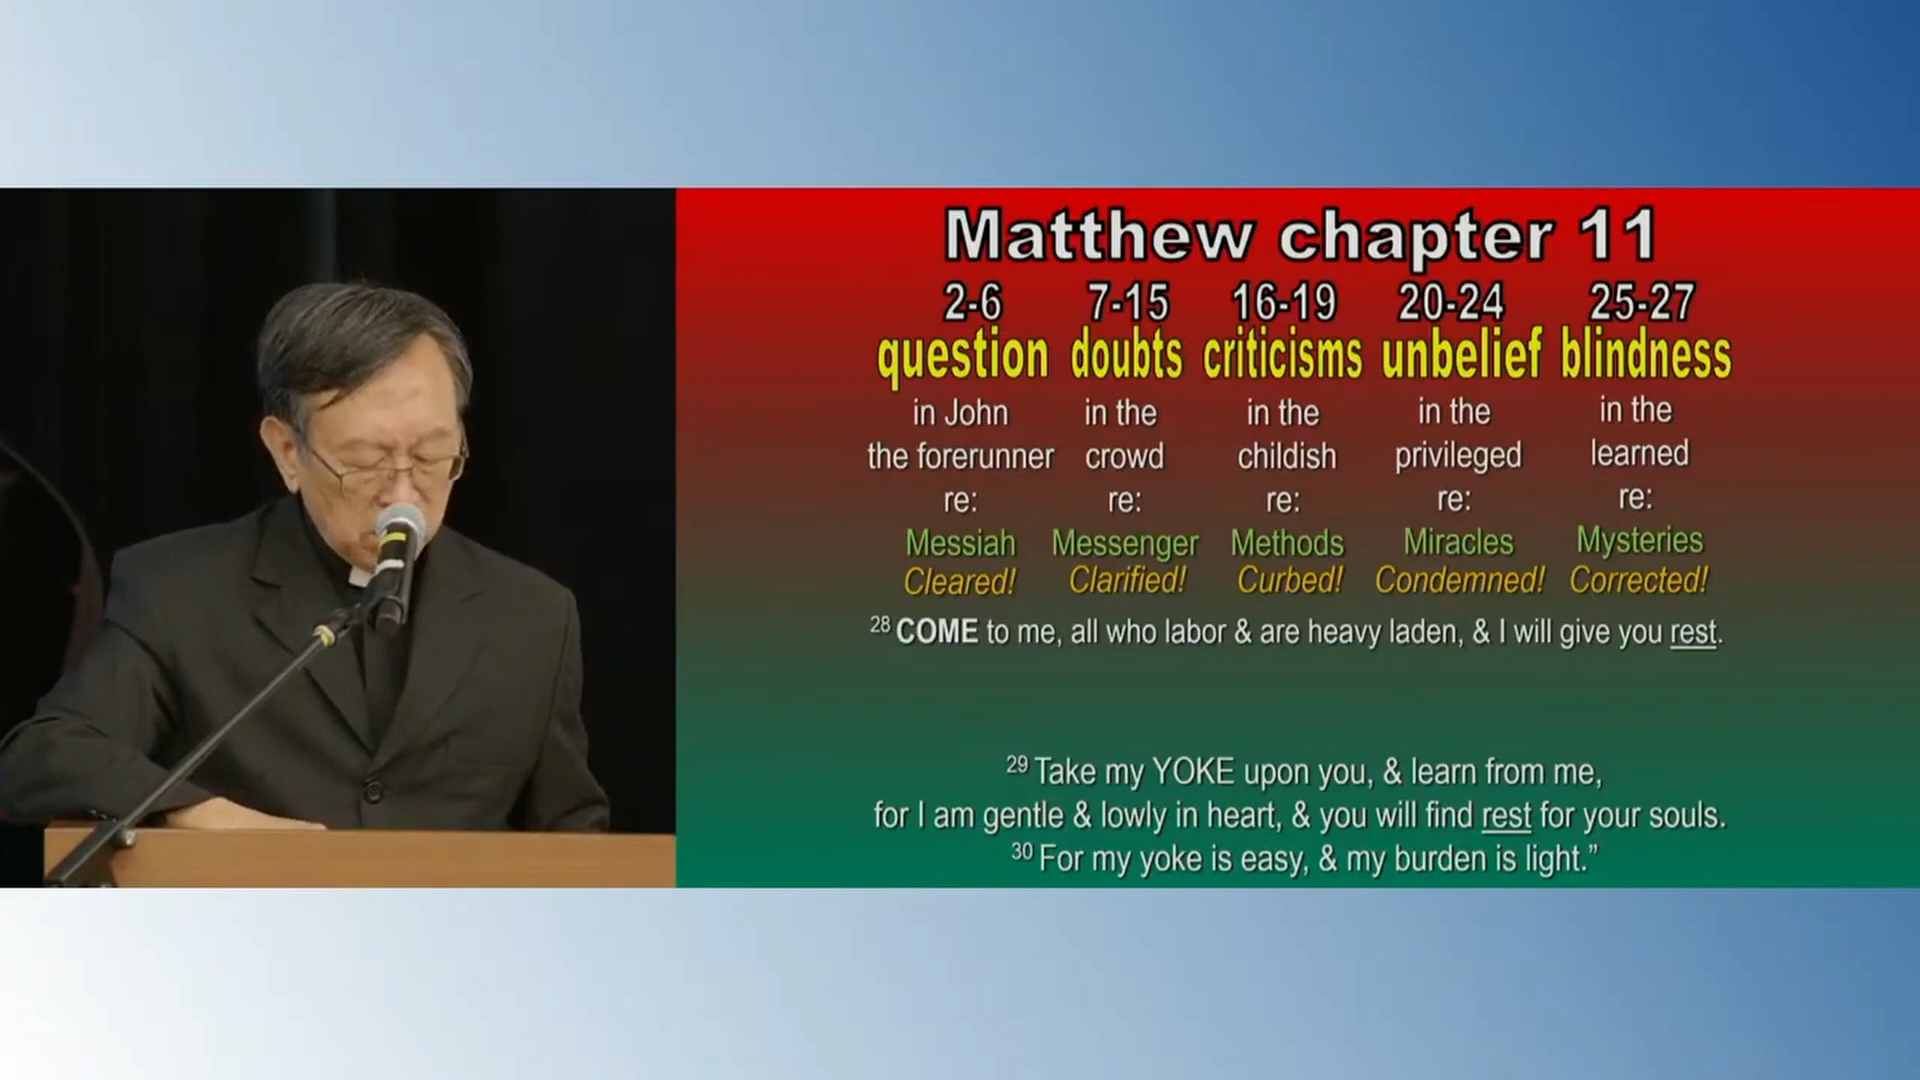 Matthew chapter 11
2-6 7-15 16-19 20-24 25-27
question doubts criticisms unbelief blindness
in John in the in the in the in the
the forerunner crowd childish privileged learned
re: re: re: re: re:
Messiah Messenger Methods Miracles Mysteries
Cleared! Clarified! Curbed! Condemned! Corrected!
28 COME to me, all who labor & are heavy laden, & I will give you rest.
29 Take my YOKE upon you, & learn from me,
for I am gentle & lowly in heart, & you will find rest for your souls.
30 For my yoke is easy, & my burden is light.”